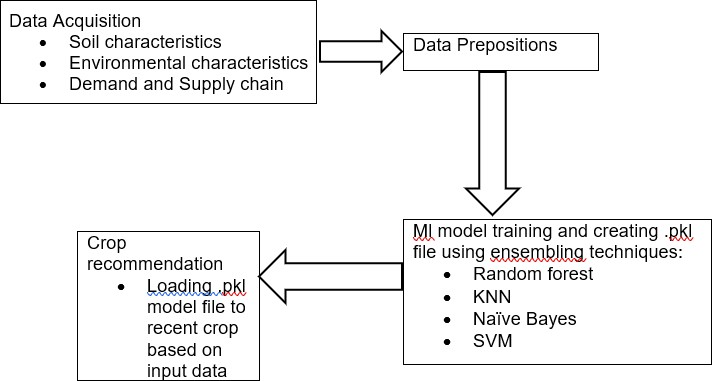 Data Acquisition
• Soil characteristics
• Environmental characteristics
• Demand and Supply chain
Data Prepositions
Ml model training and creating .pkl
file using ensembling techniques:
• Random forest
• KNN
• Naïve Bayes
• SVM
Crop
recommendation
• Loading .pkl
model file to
recent crop
based on
input data